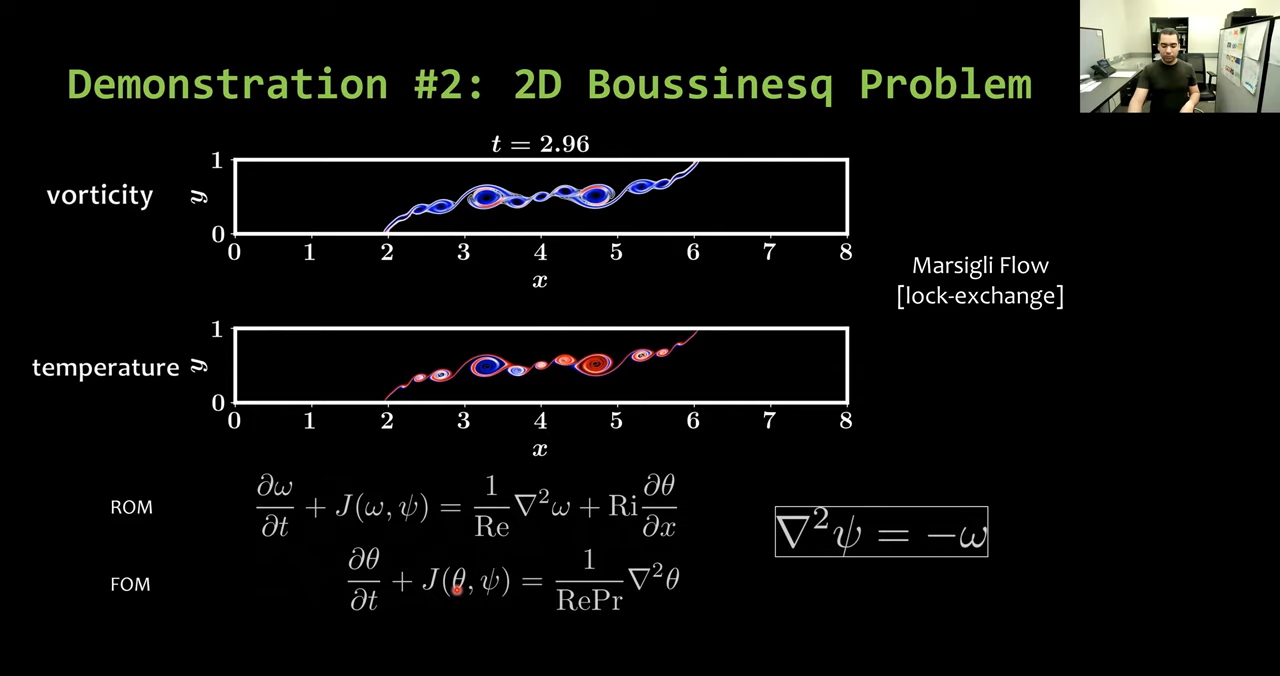 Demonstration #2: 2D Boussinesq Problem
t = 2.96
vorticity
y
1
0
0 1 2 3 4 5 6 7 8
x
Marsigli Flow
[lock-exchange]
temperature
y
1
0
0 1 2 3 4 5 6 7 8
x
ROM
∂ω/∂t + J(ω, ψ) = 1/Re ∇²ω + Ri ∂θ/∂x
∇²ψ = −ω
FOM
∂θ/∂t + J(θ, ψ) = 1/RePr ∇²θ